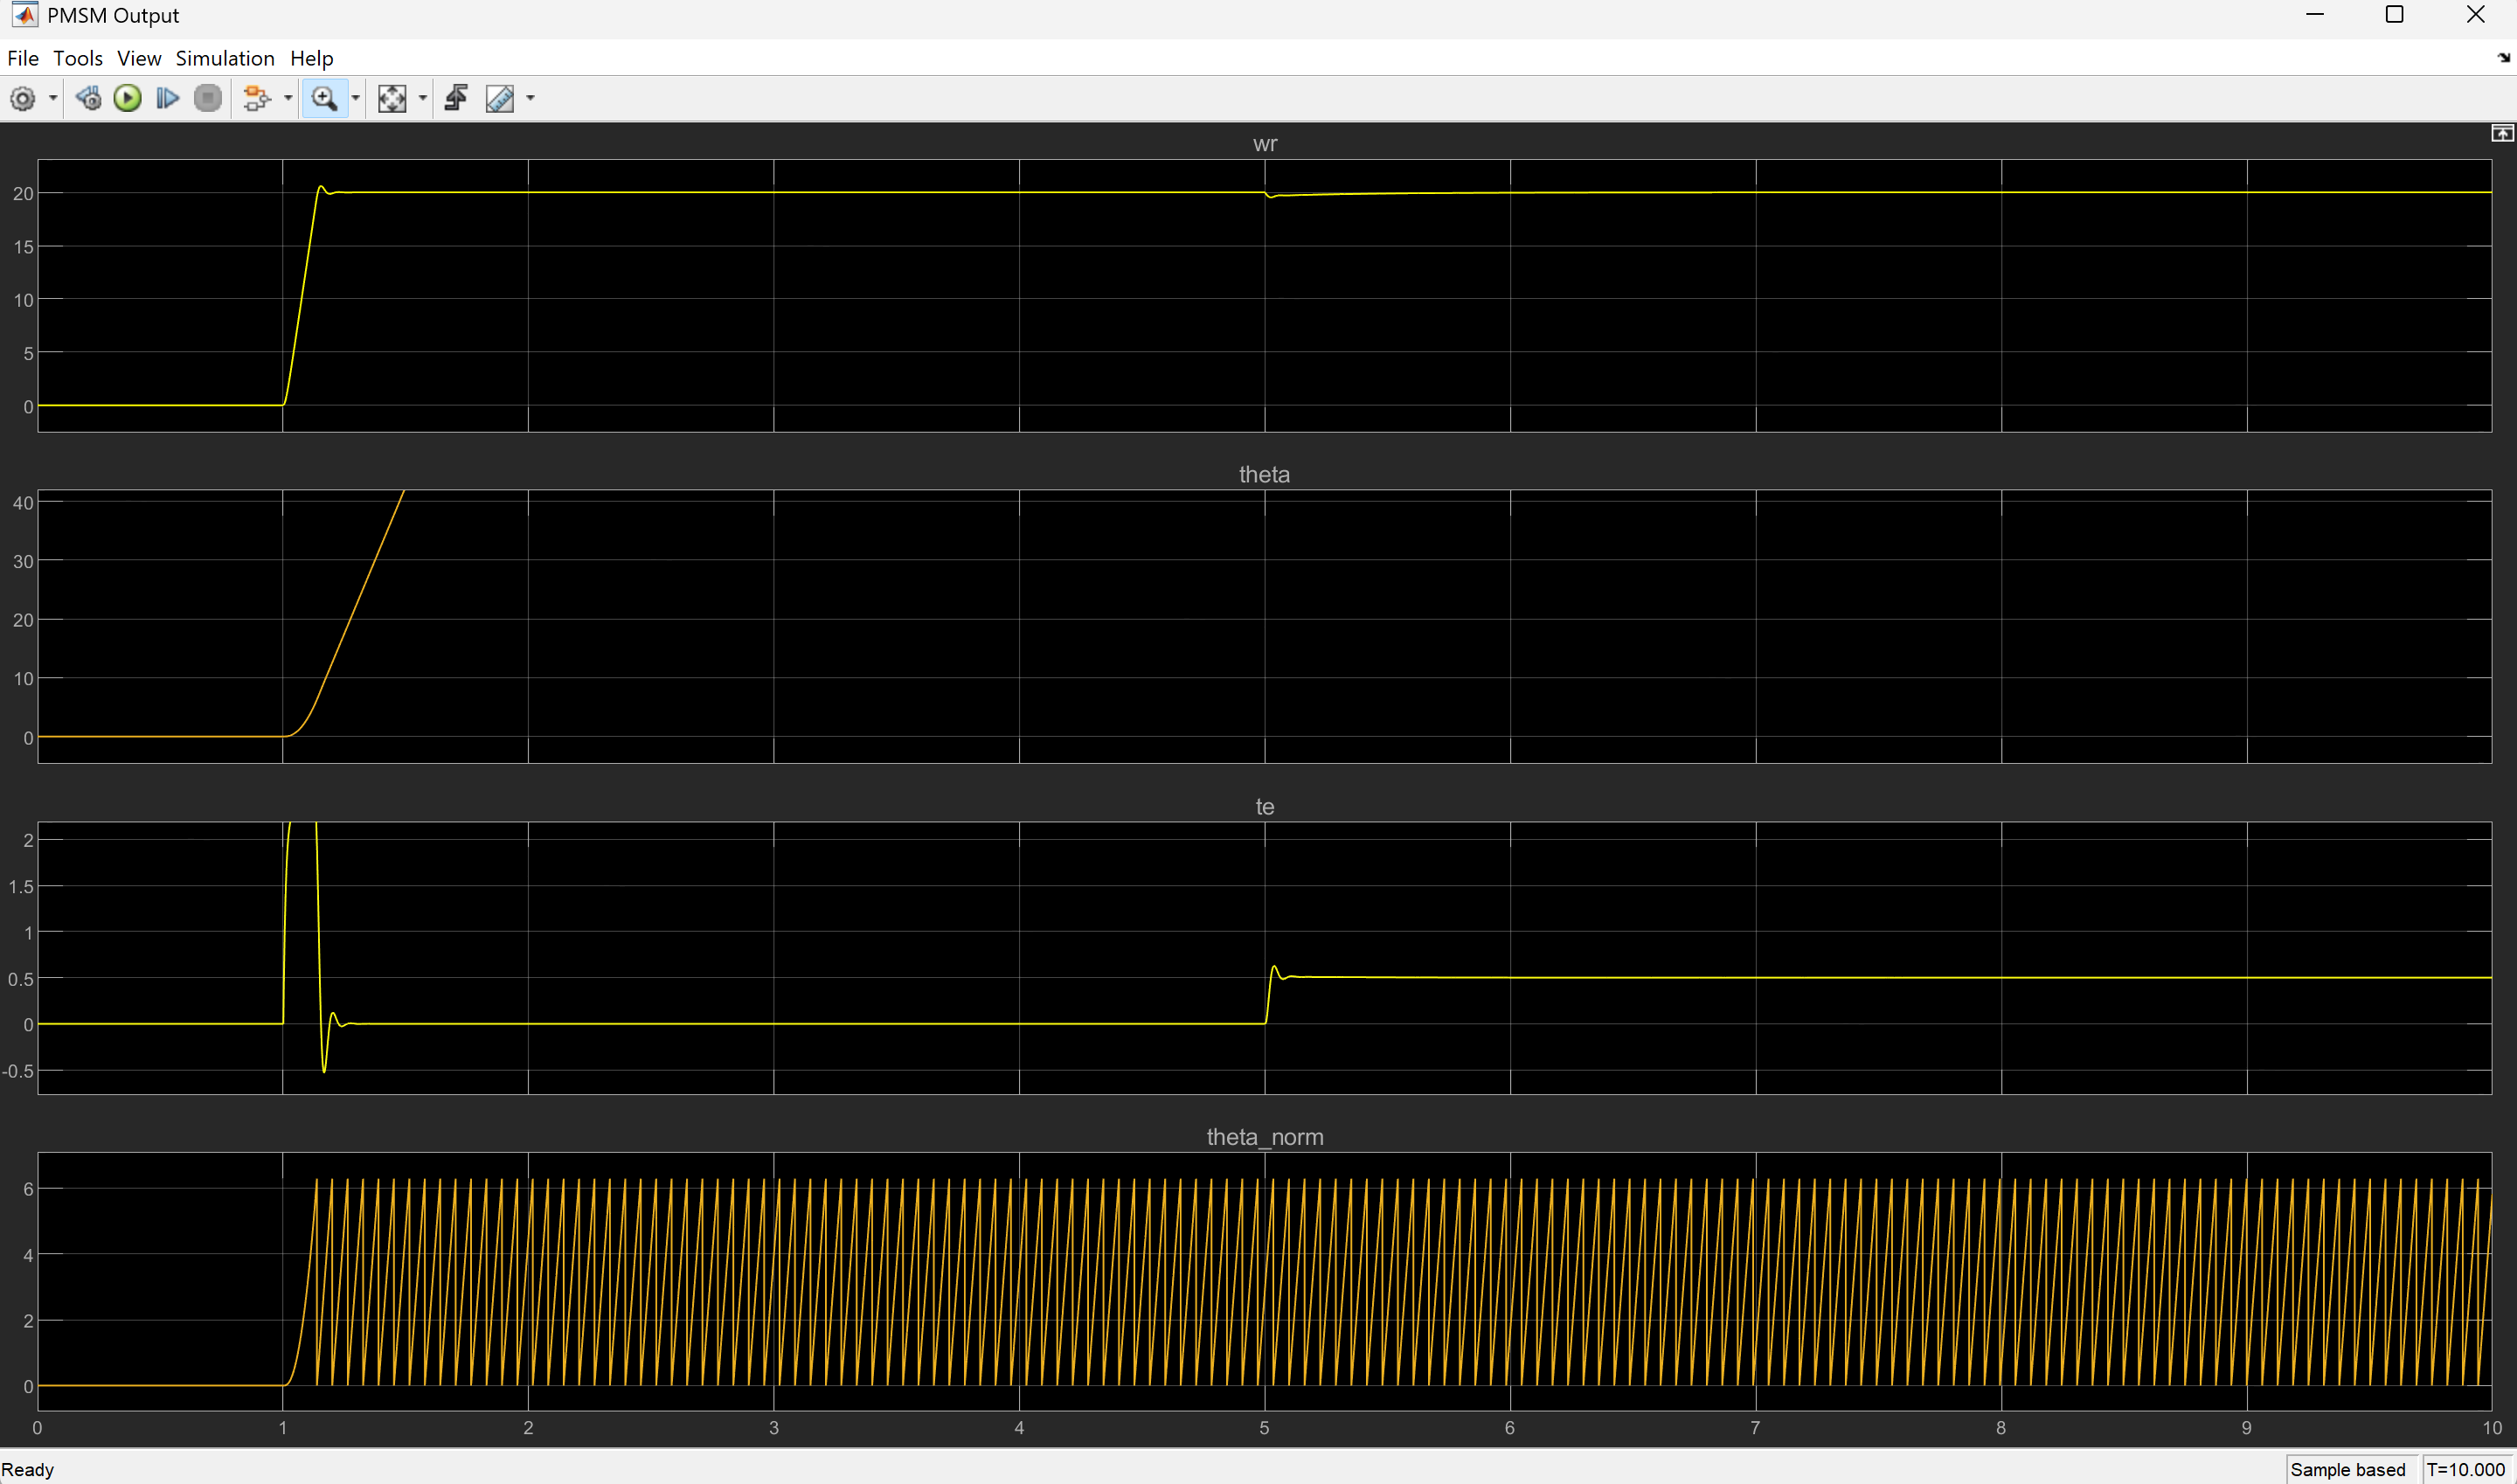 PMSM Output
File Tools View Simulation Help
wr
20
15
10
5
0
theta
40
30
20
10
0
te
2
1.5
1
0.5
0
-0.5
theta_norm
6
4
2
0
0 1 2 3 4 5 6 7 8 9 10
Ready Sample based T=10.000